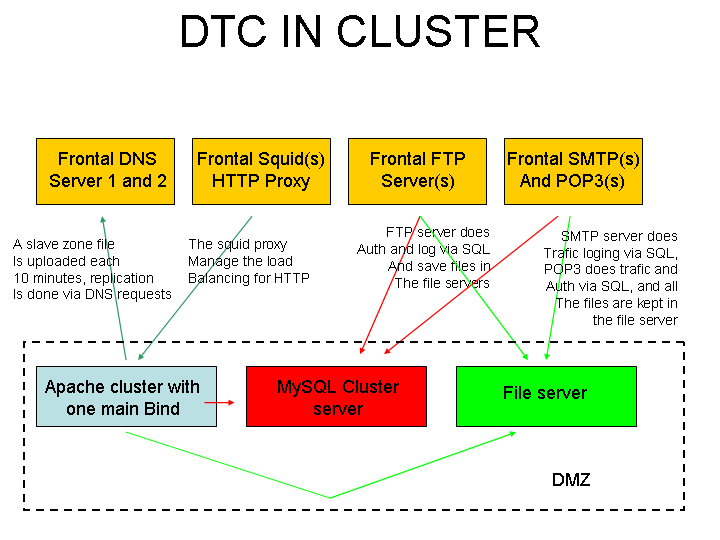 DTC IN CLUSTER
Frontal DNS
Server 1 and 2
Frontal Squid(s)
HTTP Proxy
Frontal FTP
Server(s)
Frontal SMTP(s)
And POP3(s)
A slave zone file
Is uploaded each
10 minutes, replication
Is done via DNS requests
The squid proxy
Manage the load
Balancing for HTTP
FTP server does
Auth and log via SQL
And save files in
The file servers
SMTP server does
Trafic loging via SQL,
POP3 does trafic and
Auth via SQL, and all
The files are kept in
the file server
Apache cluster with
one main Bind
MySQL Cluster
server
File server
DMZ